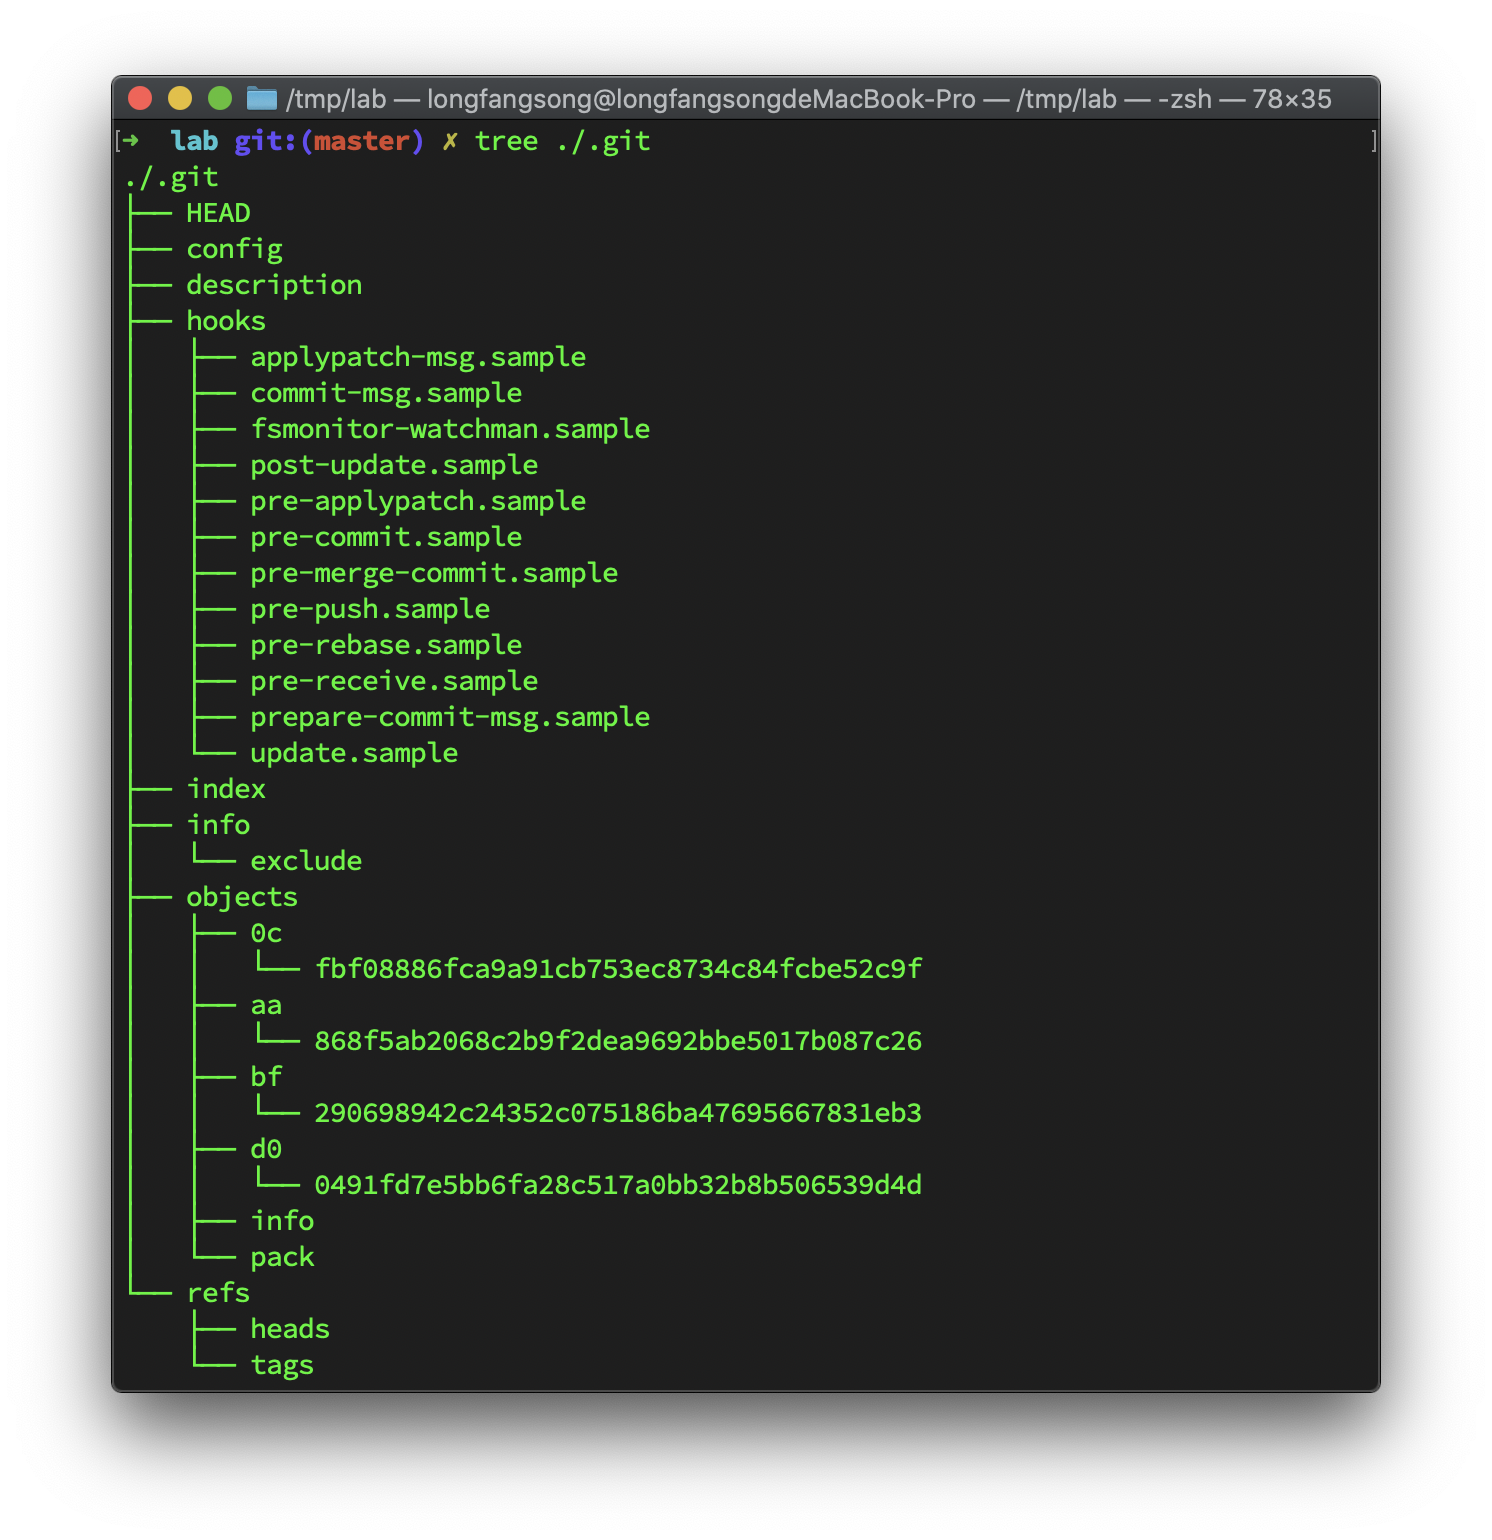 /tmp/lab — longfangsong@longfangsongdeMacBook-Pro — /tmp/lab — -zsh — 78×35
[➜  lab git:(master) ✗ tree ./.git ]
./.git
├── HEAD
├── config
├── description
├── hooks
│   ├── applypatch-msg.sample
│   ├── commit-msg.sample
│   ├── fsmonitor-watchman.sample
│   ├── post-update.sample
│   ├── pre-applypatch.sample
│   ├── pre-commit.sample
│   ├── pre-merge-commit.sample
│   ├── pre-push.sample
│   ├── pre-rebase.sample
│   ├── pre-receive.sample
│   ├── prepare-commit-msg.sample
│   └── update.sample
├── index
├── info
│   └── exclude
├── objects
│   ├── 0c
│   │   └── fbf08886fca9a91cb753ec8734c84fcbe52c9f
│   ├── aa
│   │   └── 868f5ab2068c2b9f2dea9692bbe5017b087c26
│   ├── bf
│   │   └── 290698942c24352c075186ba47695667831eb3
│   ├── d0
│   │   └── 0491fd7e5bb6fa28c517a0bb32b8b506539d4d
│   ├── info
│   └── pack
└── refs
    ├── heads
    └── tags